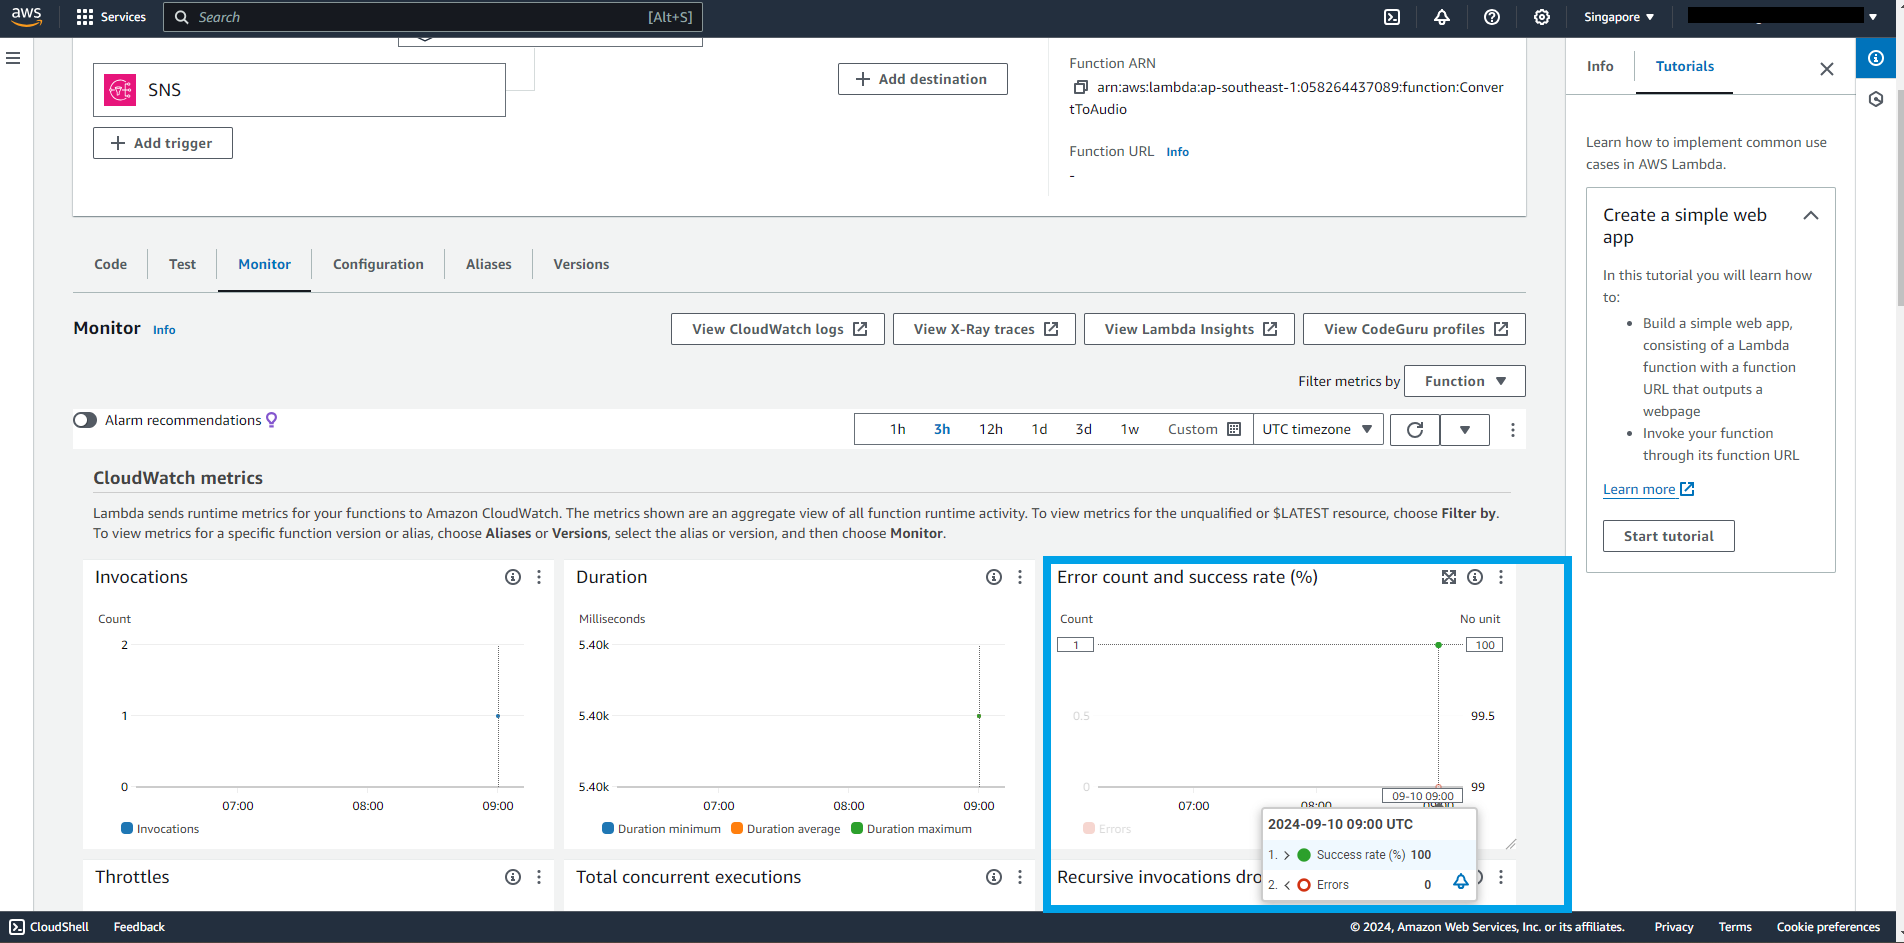 aws
Services
Search
[Alt+S]
Singapore
SNS
Add destination
Add trigger
Function ARN
arn:aws:lambda:ap-southeast-1:058264437089:function:Conver
tToAudio
Function URL Info
-
Info
Tutorials
Learn how to implement common use
cases in AWS Lambda.
Create a simple web
app
In this tutorial you will learn how
to:
• Build a simple web app,
consisting of a Lambda
function with a function
URL that outputs a
webpage
• Invoke your function
through its function URL
Learn more
Start tutorial
Code
Test
Monitor
Configuration
Aliases
Versions
Monitor Info
View CloudWatch logs
View X-Ray traces
View Lambda Insights
View CodeGuru profiles
Filter metrics by Function
Alarm recommendations
1h 3h 12h 1d 3d 1w Custom UTC timezone
CloudWatch metrics
Lambda sends runtime metrics for your functions to Amazon CloudWatch. The metrics shown are an aggregate view of all function runtime activity. To view metrics for the unqualified or $LATEST resource, choose Filter by.
To view metrics for a specific function version or alias, choose Aliases or Versions, select the alias or version, and then choose Monitor.
Invocations
Count
2
1
0
07:00 08:00 09:00
Invocations
Duration
Milliseconds
5.40k
5.40k
5.40k
07:00 08:00 09:00
Duration minimum Duration average Duration maximum
Error count and success rate (%)
Count No unit
1 100
0.5 99.5
0 99
09-10 09:00
07:00 08:00
Errors
2024-09-10 09:00 UTC
1. > Success rate (%) 100
2. < Errors 0
Throttles
Total concurrent executions
Recursive invocations dro
CloudShell
Feedback
© 2024, Amazon Web Services, Inc. or its affiliates.
Privacy
Terms
Cookie preferences